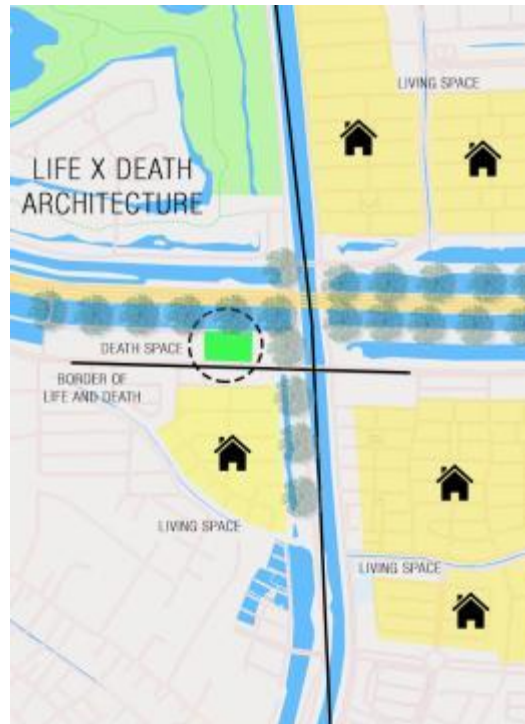 LIVING SPACE
LIFE X DEATH
ARCHITECTURE
DEATH SPACE
BORDER OF
LIFE AND DEATH
LIVING SPACE
LIVING SPACE